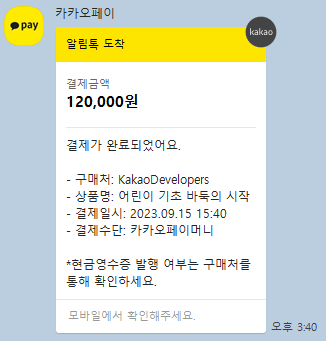 pay
카카오페이
알림톡 도착
kakao
결제금액
120,000원
결제가 완료되었어요.
- 구매처: KakaoDevelopers
- 상품명: 어린이 기초 바둑의 시작
- 결제일시: 2023.09.15 15:40
- 결제수단: 카카오페이머니
*현금영수증 발행 여부는 구매처를
통해 확인하세요.
모바일에서 확인해주세요.
오후 3:40